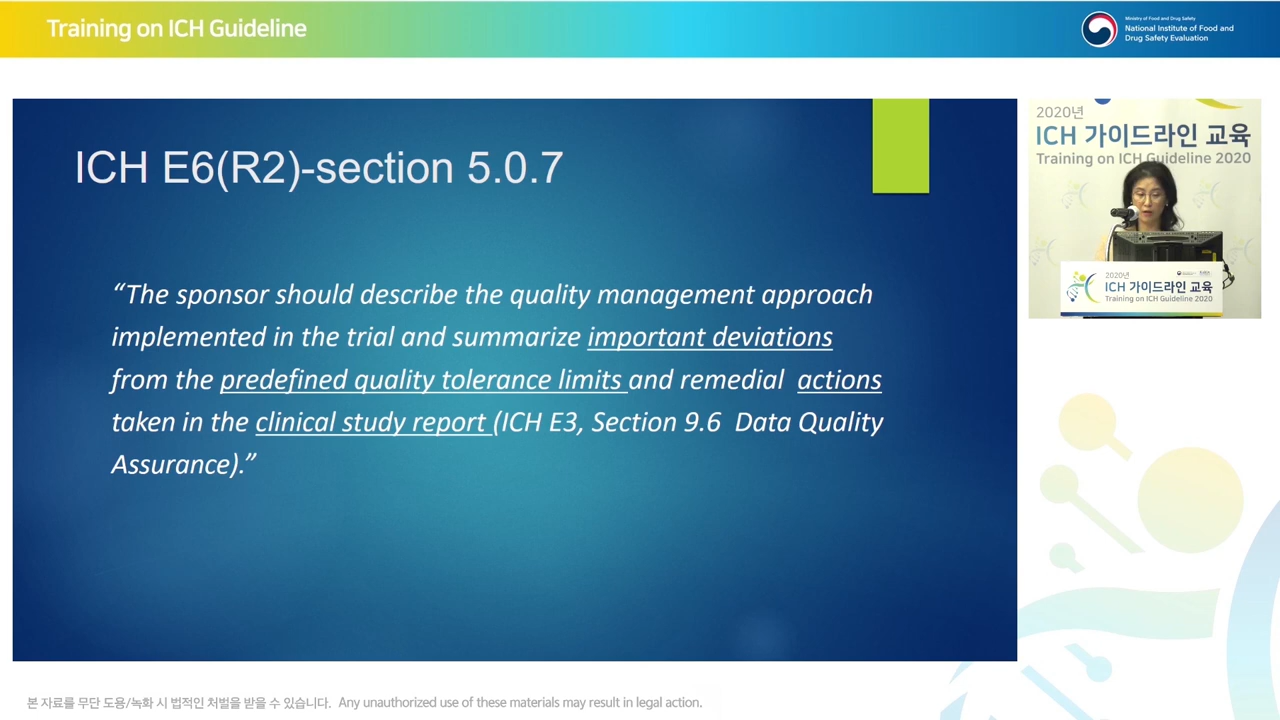 Training on ICH Guideline
Ministry of Food and Drug Safety
National Institute of Food and
Drug Safety Evaluation
ICH E6(R2)-section 5.0.7
“The sponsor should describe the quality management approach
implemented in the trial and summarize important deviations
from the predefined quality tolerance limits and remedial actions
taken in the clinical study report (ICH E3, Section 9.6 Data Quality
Assurance).”
2020년
ICH 가이드라인 교육
Training on ICH Guideline 2020
2020년
ICH 가이드라인 교육
Training on ICH Guideline 2020
본 자료를 무단 도용/녹화 시 법적인 처벌을 받을 수 있습니다. Any unauthorized use of these materials may result in legal action.